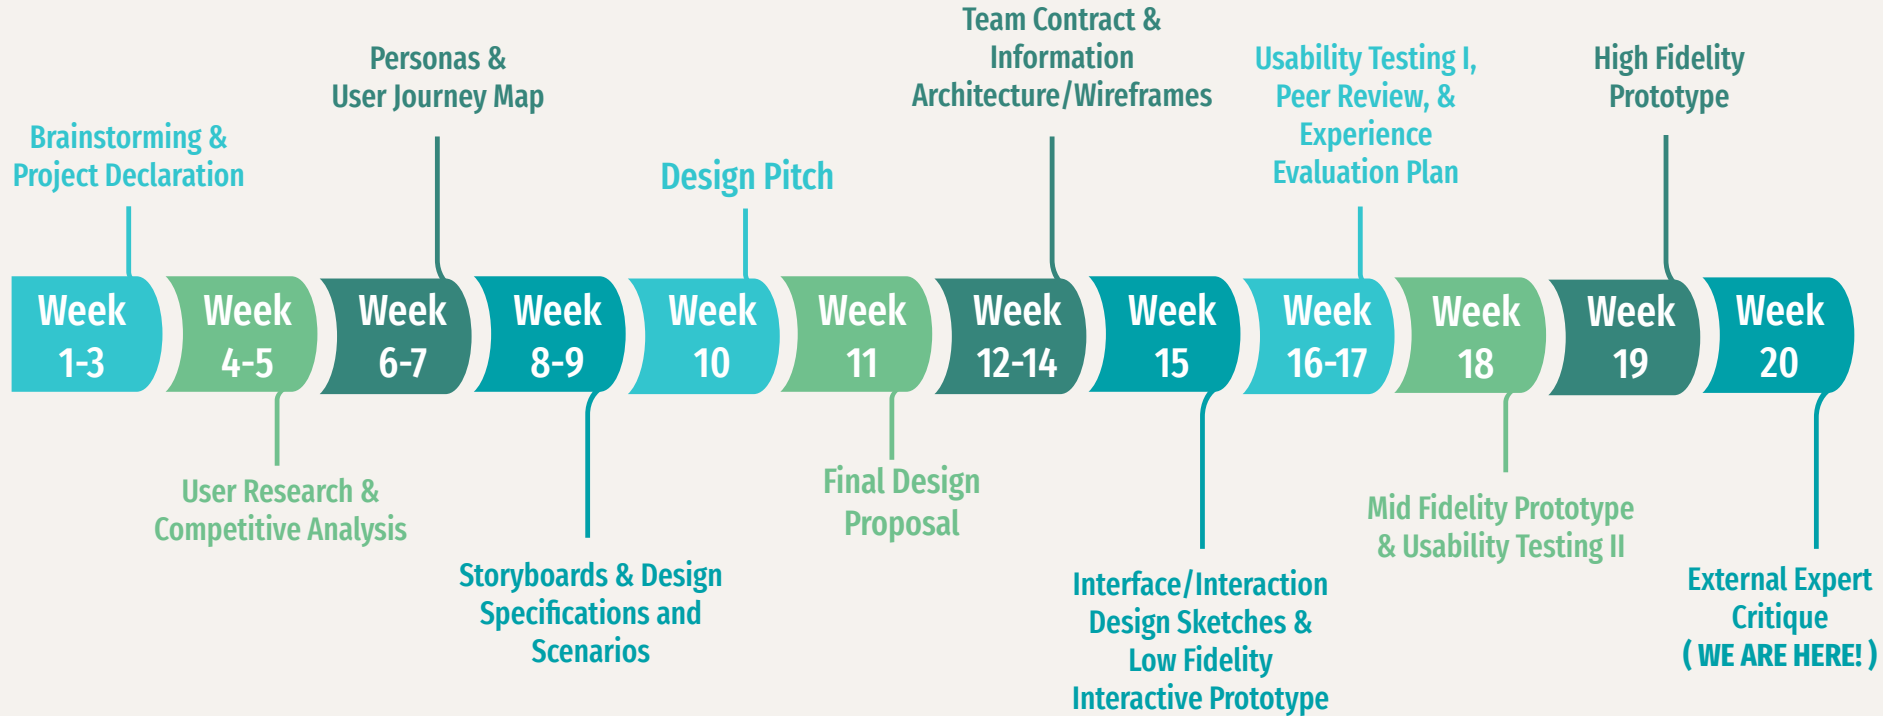 Brainstorming &
Project Declaration
Week
1-3
Week
4-5
User Research &
Competitive Analysis
Personas &
User Journey Map
Week
6-7
Week
8-9
Storyboards & Design
Specifications and
Scenarios
Design Pitch
Week
10
Week
11
Final Design
Proposal
Team Contract &
Information
Architecture/Wireframes
Week
12-14
Week
15
Interface/Interaction
Design Sketches &
Low Fidelity
Interactive Prototype
Usability Testing I,
Peer Review, &
Experience
Evaluation Plan
Week
16-17
Week
18
Mid Fidelity Prototype
& Usability Testing II
High Fidelity
Prototype
Week
19
Week
20
External Expert
Critique
( WE ARE HERE! )